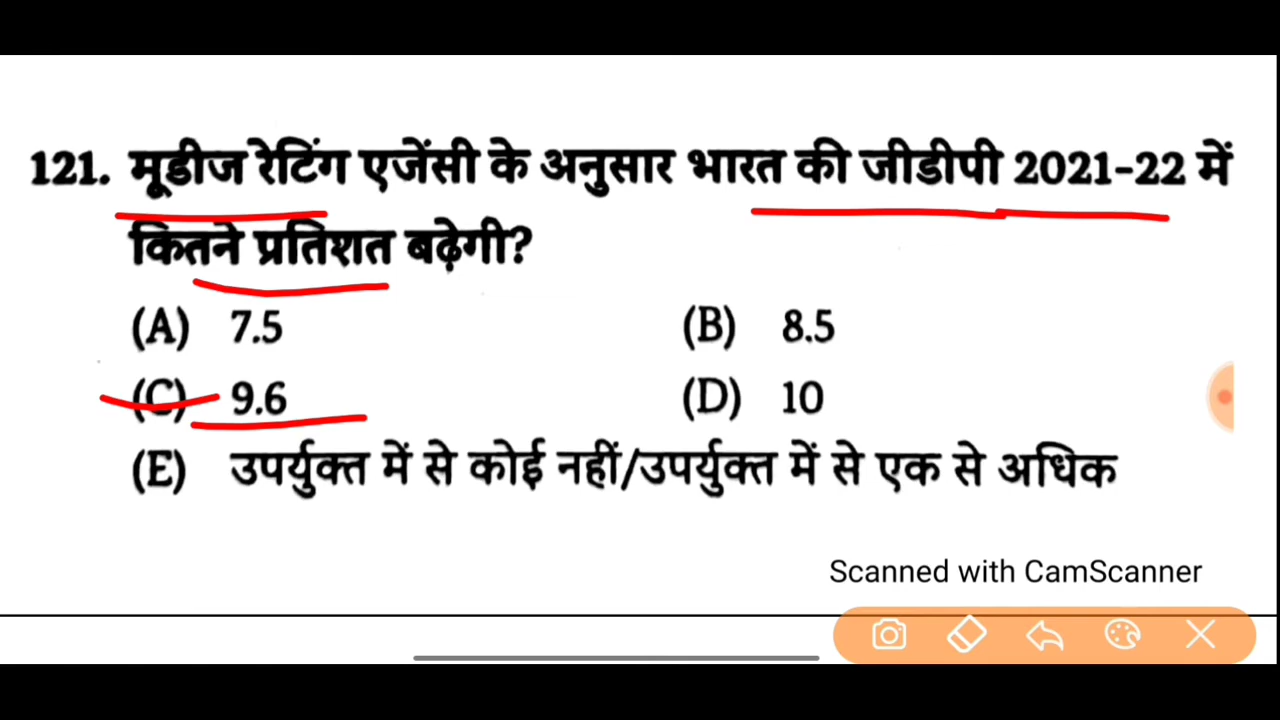 121. मूडीज रेटिंग एजेंसी के अनुसार भारत की जीडीपी 2021-22 में
कितने प्रतिशत बढ़ेगी?
(A) 7.5 (B) 8.5
(C) 9.6 (D) 10
(E) उपर्युक्त में से कोई नहीं/उपर्युक्त में से एक से अधिक
Scanned with CamScanner